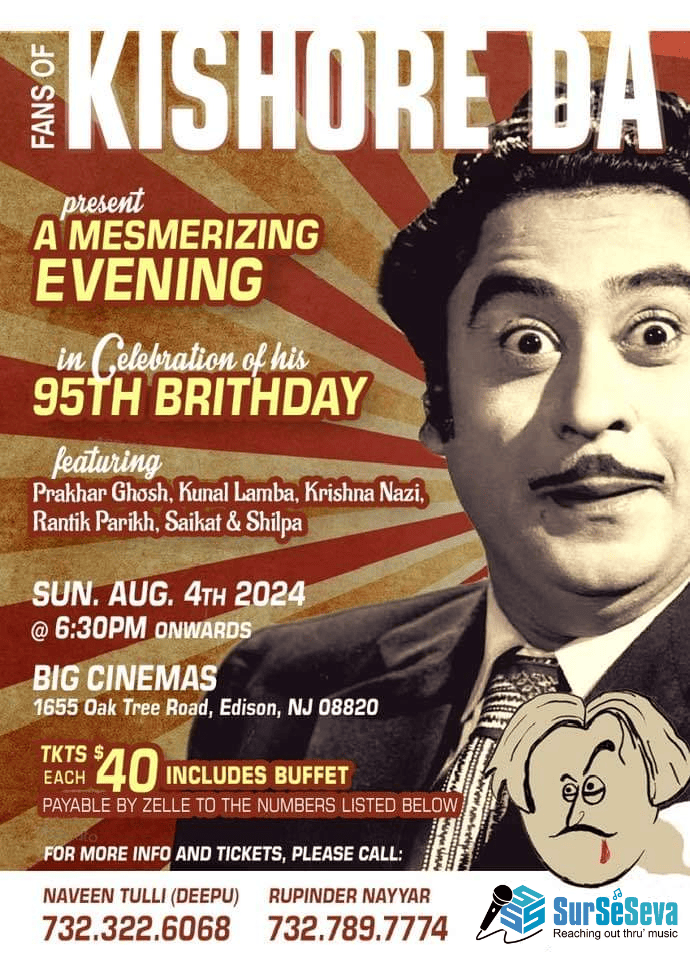 FANS OF
KISHORE DA
present
A MESMERIZING
EVENING
in Celebration of his
95TH BRITHDAY
featuring
Prakhar Ghosh, Kunal Lamba, Krishna Nazi,
Rantik Parikh, Saikat & Shilpa
SUN. AUG. 4TH 2024
@ 6:30PM ONWARDS
BIG CINEMAS
1655 Oak Tree Road, Edison, NJ 08820
TKTS EACH $40 INCLUDES BUFFET
PAYABLE BY ZELLE TO THE NUMBERS LISTED BELOW
FOR MORE INFO AND TICKETS, PLEASE CALL:
NAVEEN TULLI (DEEPU) RUPINDER NAYYAR
732.322.6068 732.789.7774
SurSeSeva
Reaching out thru' music